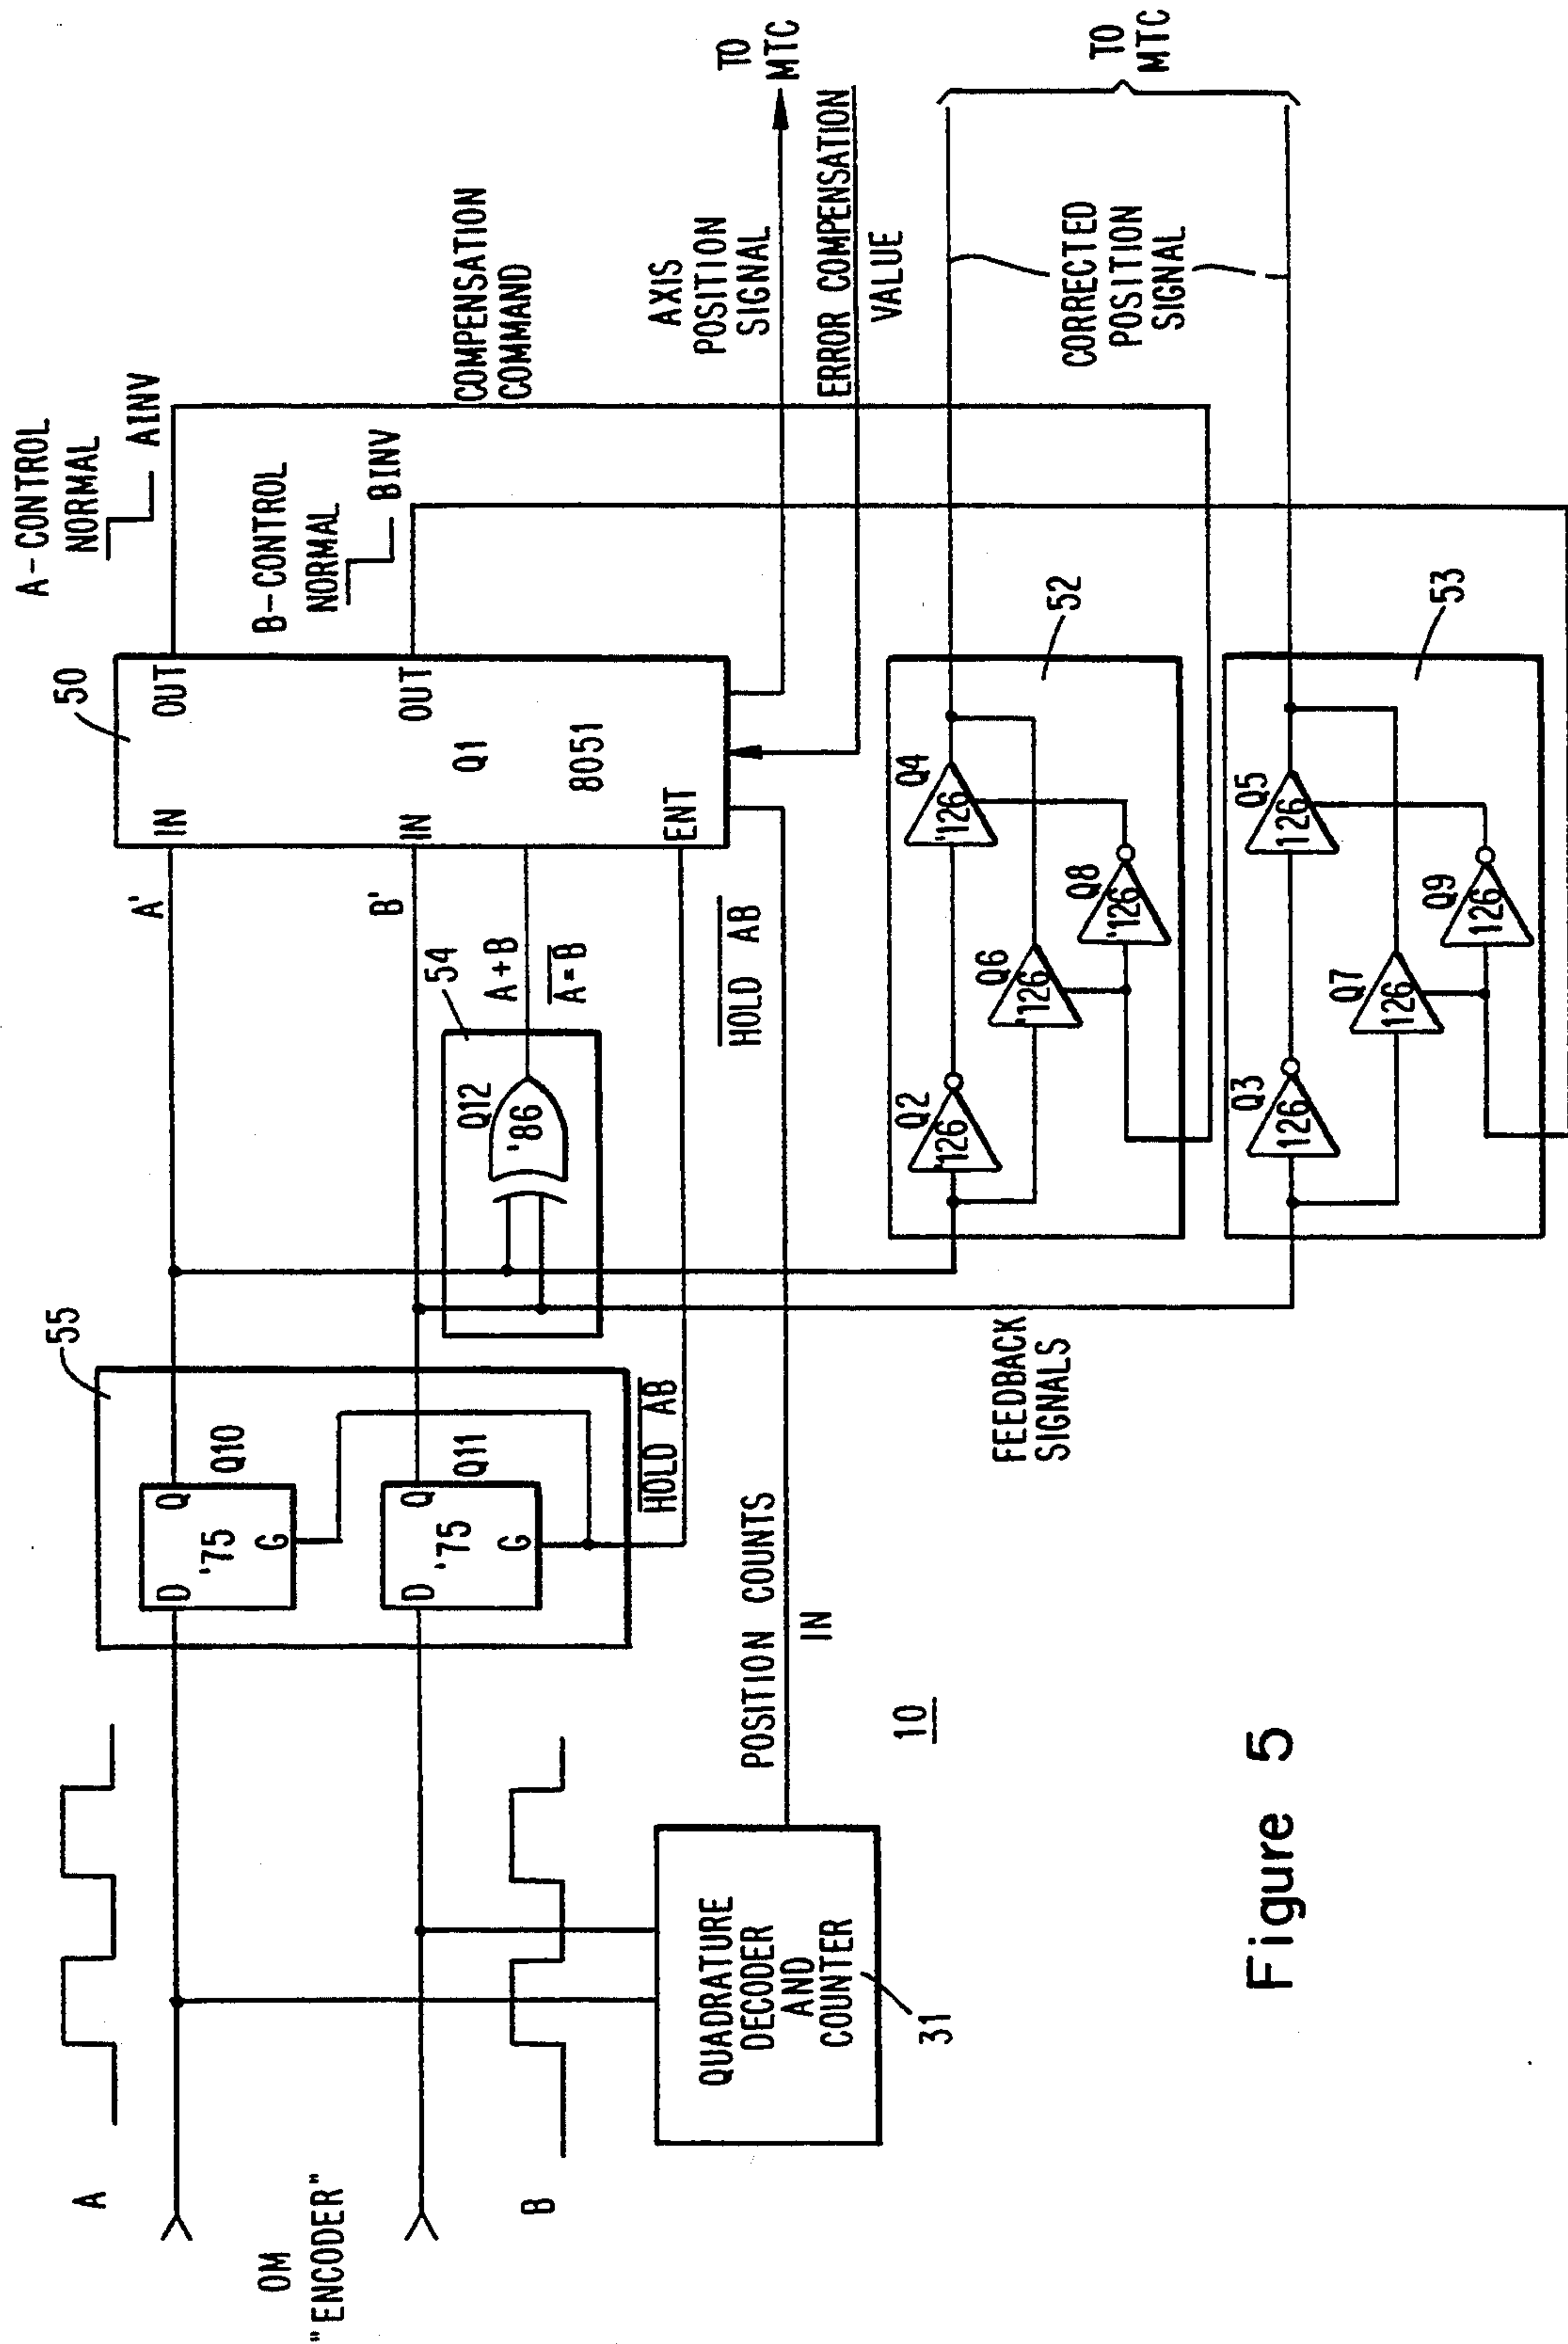 A
OM
"ENCODER"
B
QUADRATURE
DECODER
AND
COUNTER
31
55
D
Q
'75
G
Q10
D
Q
'75
G
Q11
HOLD AB
POSITION COUNTS
IN
10
FEEDBACK
SIGNALS
A'
B'
54
Q12
'86
A + B
A = B
HOLD AB
50
IN
OUT
IN
OUT
Q1
8051
ENT
A-CONTROL
NORMAL
AINV
B-CONTROL
NORMAL
BINV
COMPENSATION
COMMAND
AXIS
POSITION
SIGNAL
TO
MTC
ERROR COMPENSATION
VALUE
52
Q2
'126
Q4
'126
Q6
'126
Q8
'126
53
Q3
126
Q5
126
Q7
126
Q9
126
CORRECTED
POSITION
SIGNAL
TO
MTC
Figure 5